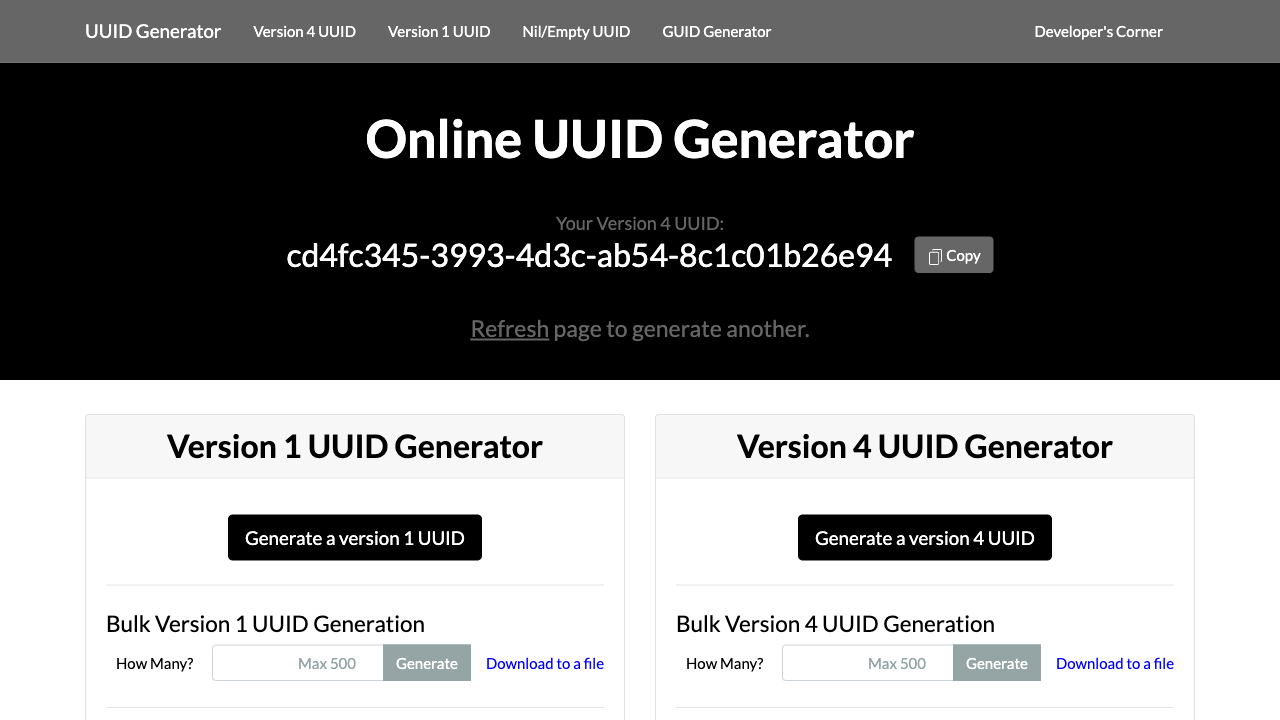 UUID Generator Version 4 UUID Version 1 UUID Nil/Empty UUID GUID Generator Developer's Corner
Online UUID Generator
Your Version 4 UUID:
cd4fc345-3993-4d3c-ab54-8c1c01b26e94 Copy
Refresh page to generate another.
Version 1 UUID Generator
Generate a version 1 UUID
Bulk Version 1 UUID Generation
How Many? Max 500 Generate Download to a file
Version 4 UUID Generator
Generate a version 4 UUID
Bulk Version 4 UUID Generation
How Many? Max 500 Generate Download to a file